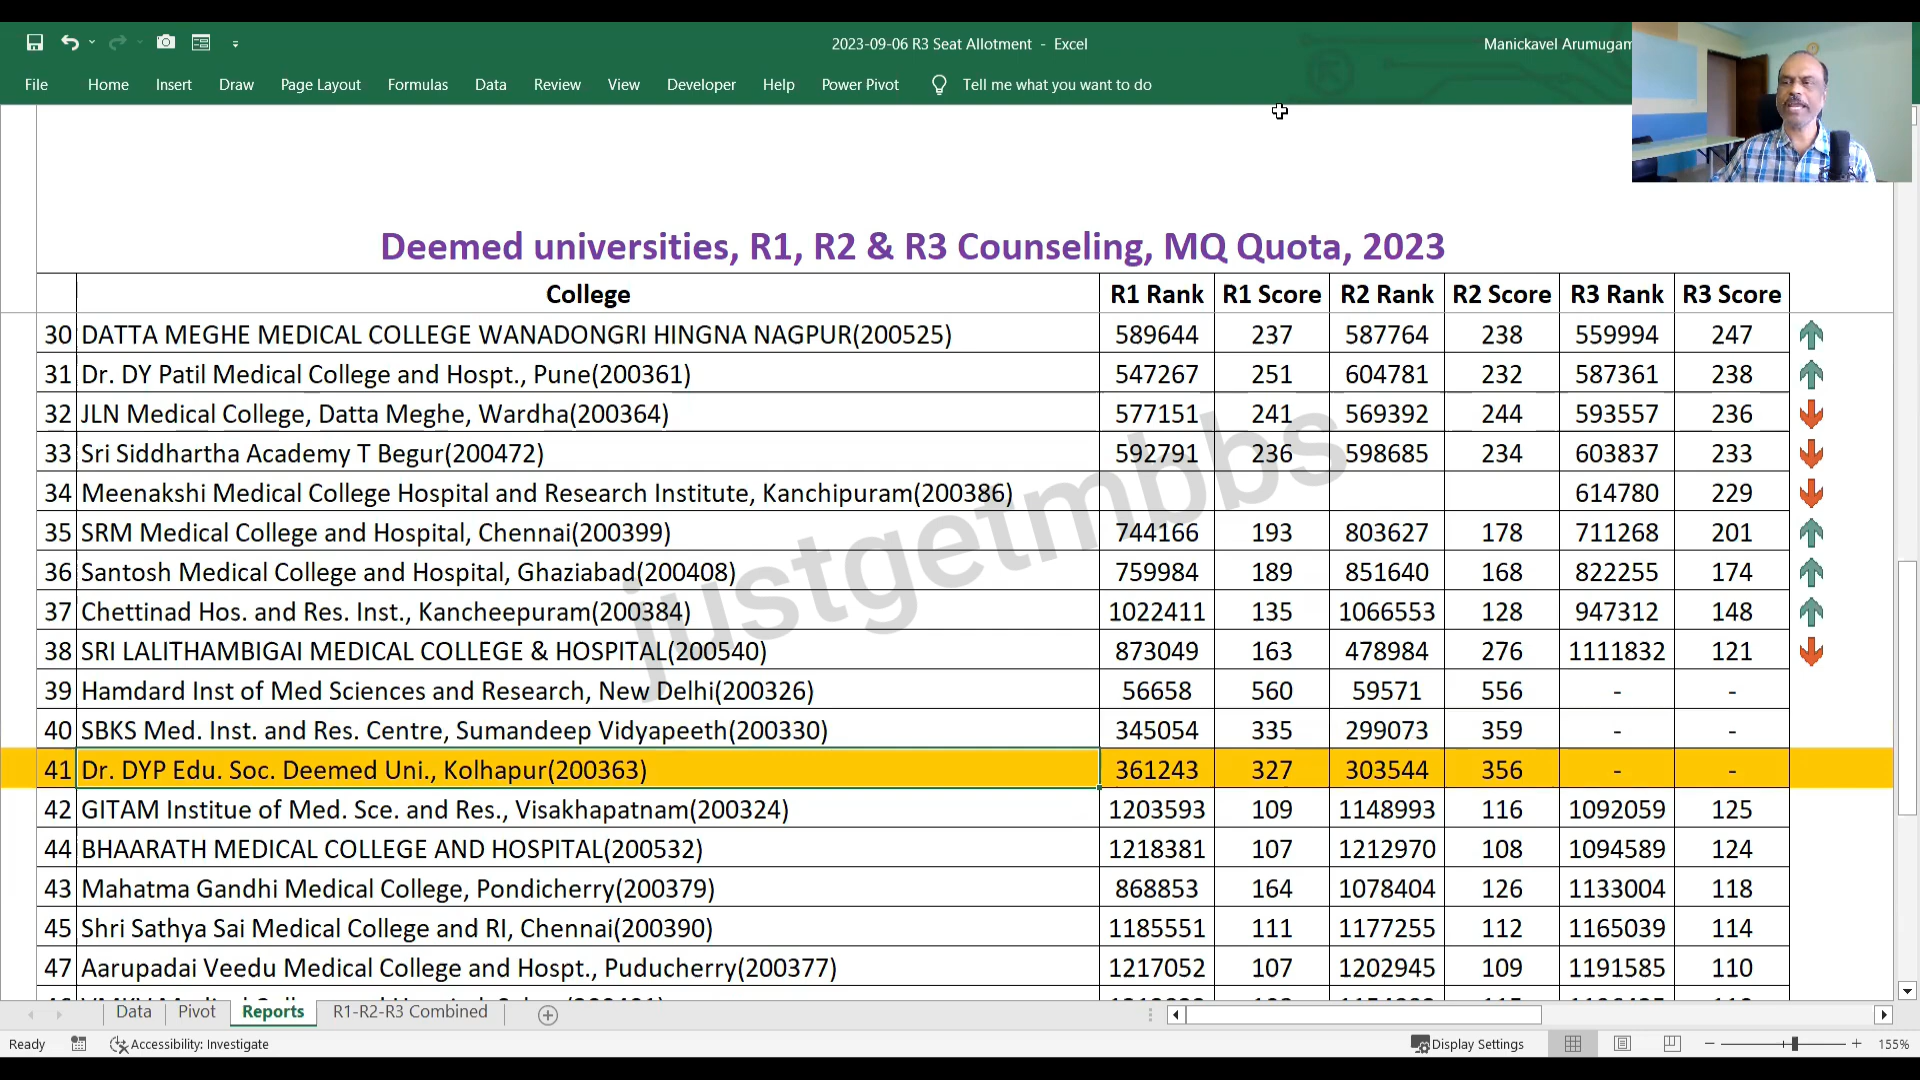 2023-09-06 R3 Seat Allotment - Excel
Manickavel Arumugam
File Home Insert Draw Page Layout Formulas Data Review View Developer Help Power Pivot Tell me what you want to do
Deemed universities, R1, R2 & R3 Counseling, MQ Quota, 2023
College R1 Rank R1 Score R2 Rank R2 Score R3 Rank R3 Score
30 DATTA MEGHE MEDICAL COLLEGE WANADONGRI HINGNA NAGPUR(200525) 589644 237 587764 238 559994 247
31 Dr. DY Patil Medical College and Hospt., Pune(200361) 547267 251 604781 232 587361 238
32 JLN Medical College, Datta Meghe, Wardha(200364) 577151 241 569392 244 593557 236
33 Sri Siddhartha Academy T Begur(200472) 592791 236 598685 234 603837 233
34 Meenakshi Medical College Hospital and Research Institute, Kanchipuram(200386) 614780 229
35 SRM Medical College and Hospital, Chennai(200399) 744166 193 803627 178 711268 201
36 Santosh Medical College and Hospital, Ghaziabad(200408) 759984 189 851640 168 822255 174
37 Chettinad Hos. and Res. Inst., Kancheepuram(200384) 1022411 135 1066553 128 947312 148
38 SRI LALITHAMBIGAI MEDICAL COLLEGE & HOSPITAL(200540) 873049 163 478984 276 1111832 121
39 Hamdard Inst of Med Sciences and Research, New Delhi(200326) 56658 560 59571 556 - -
40 SBKS Med. Inst. and Res. Centre, Sumandeep Vidyapeeth(200330) 345054 335 299073 359 - -
41 Dr. DYP Edu. Soc. Deemed Uni., Kolhapur(200363) 361243 327 303544 356 - -
42 GITAM Institue of Med. Sce. and Res., Visakhapatnam(200324) 1203593 109 1148993 116 1092059 125
44 BHAARATH MEDICAL COLLEGE AND HOSPITAL(200532) 1218381 107 1212970 108 1094589 124
43 Mahatma Gandhi Medical College, Pondicherry(200379) 868853 164 1078404 126 1133004 118
45 Shri Sathya Sai Medical College and RI, Chennai(200390) 1185551 111 1177255 112 1165039 114
47 Aarupadai Veedu Medical College and Hospt., Puducherry(200377) 1217052 107 1202945 109 1191585 110
justgetmbbs
Data Pivot Reports R1-R2-R3 Combined
Ready Accessibility: Investigate Display Settings 155%